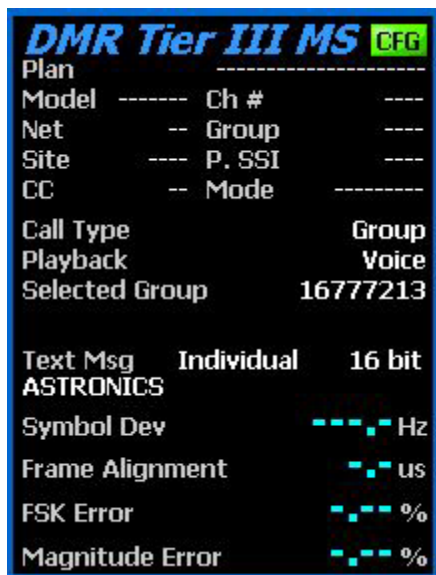 DMR Tier III MS CFG
Plan ---------------------
Model ------- Ch # ----
Net -- Group ----
Site ---- P. SSI ----
CC -- Mode ---------
Call Type Group
Playback Voice
Selected Group 16777213
Text Msg Individual 16 bit
ASTRONICS
Symbol Dev ---.- Hz
Frame Alignment -.- us
FSK Error -.-- %
Magnitude Error -.-- %